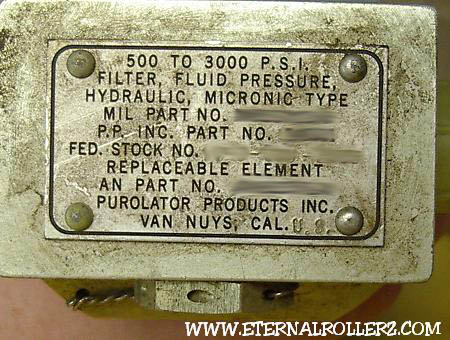 500 TO 3000 P.S.I.
FILTER, FLUID PRESSURE,
HYDRAULIC, MICRONIC TYPE
MIL PART NO.
P.P. INC. PART NO.
FED. STOCK NO.
REPLACEABLE ELEMENT
AN PART NO.
PUROLATOR PRODUCTS INC.
VAN NUYS, CAL. U.S.
WWW.ETERNALROLLERZ.COM